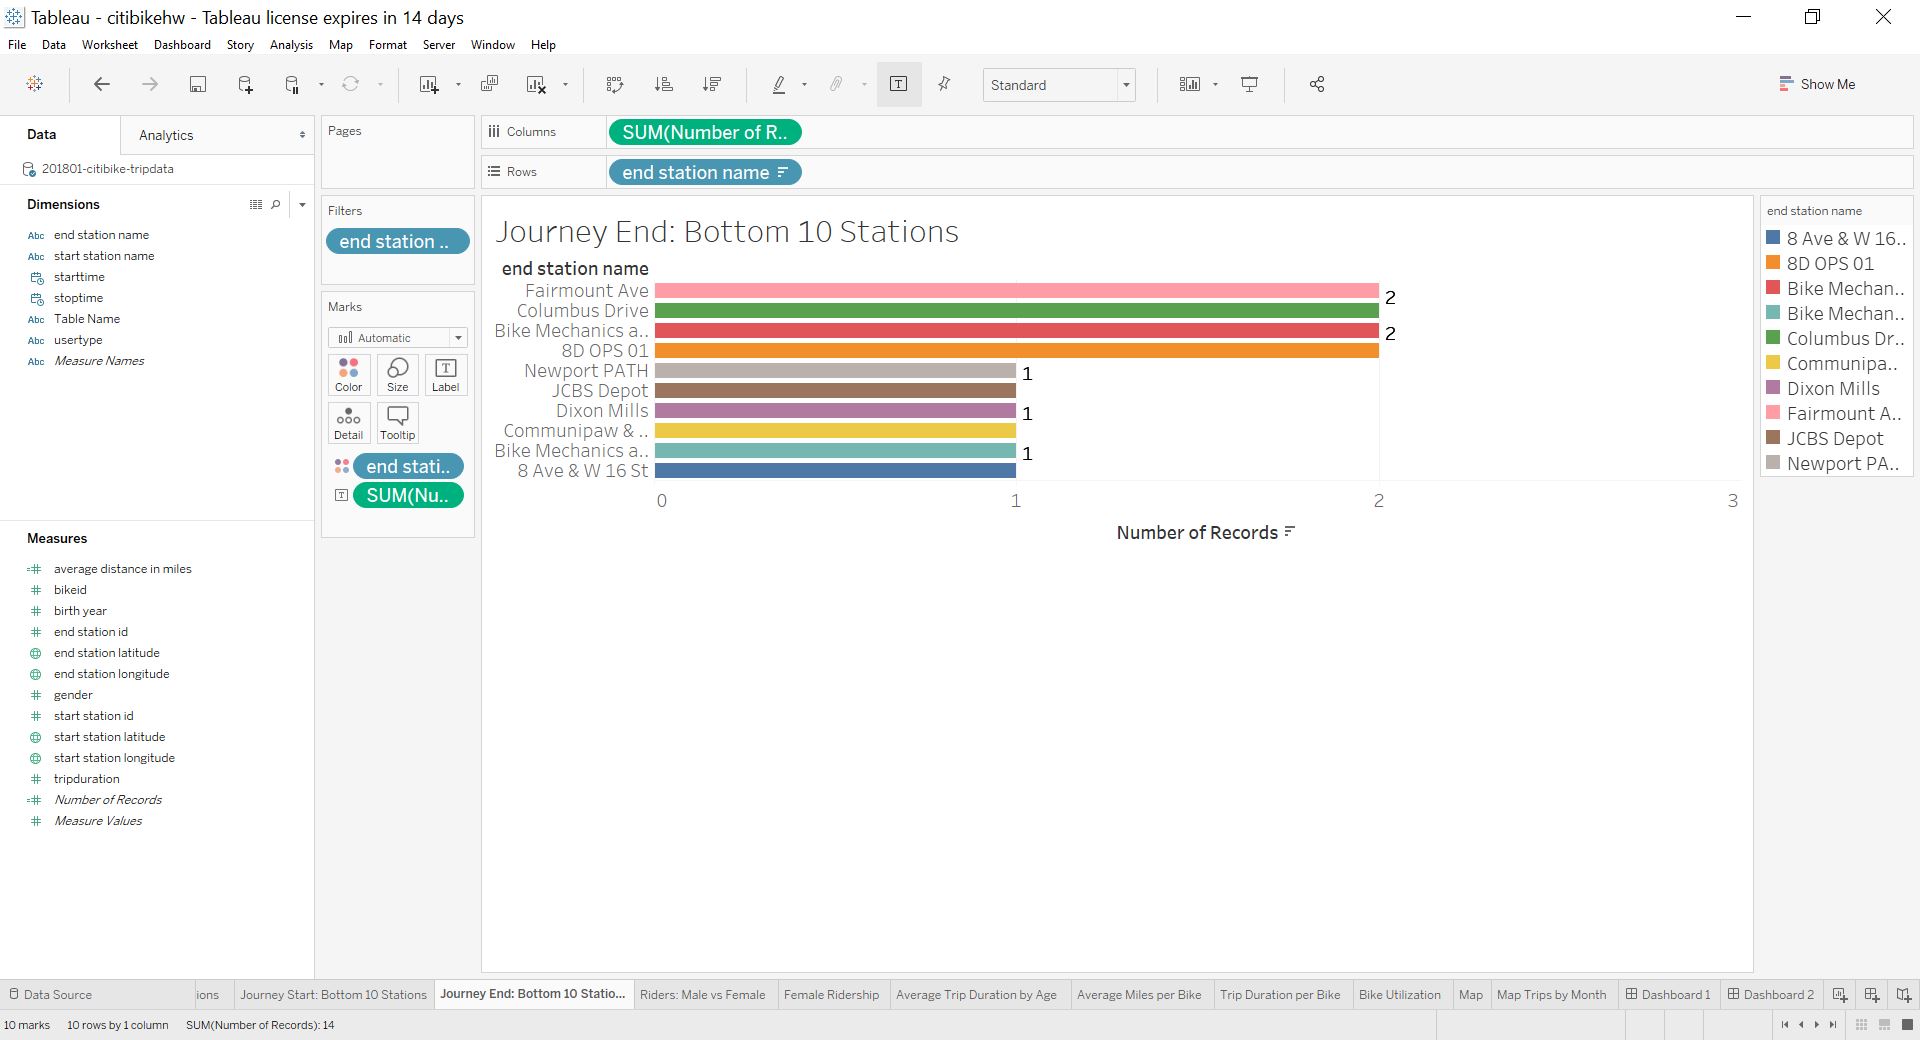 Tableau - citibikehw - Tableau license expires in 14 days
File Data Worksheet Dashboard Story Analysis Map Format Server Window Help
Standard
Show Me
Data
Analytics
201801-citibike-tripdata
Dimensions
Abc end station name
Abc start station name
starttime
stoptime
Abc Table Name
Abc usertype
Abc Measure Names
Measures
=# average distance in miles
# bikeid
# birth year
# end station id
end station latitude
end station longitude
# gender
# start station id
start station latitude
start station longitude
# tripduration
=# Number of Records
# Measure Values
Pages
Filters
end station ..
Marks
Automatic
Color Size Label
Detail Tooltip
end stati..
SUM(Nu..
Columns SUM(Number of R..
Rows end station name
Journey End: Bottom 10 Stations
end station name
Fairmount Ave 2
Columbus Drive
Bike Mechanics a.. 2
8D OPS 01
Newport PATH 1
JCBS Depot
Dixon Mills 1
Communipaw & ..
Bike Mechanics a.. 1
8 Ave & W 16 St
0 1 2 3
Number of Records
end station name
8 Ave & W 16..
8D OPS 01
Bike Mechan..
Bike Mechan..
Columbus Dr..
Communipa..
Dixon Mills
Fairmount A..
JCBS Depot
Newport PA..
Data Source ions Journey Start: Bottom 10 Stations Journey End: Bottom 10 Statio... Riders: Male vs Female Female Ridership Average Trip Duration by Age Average Miles per Bike Trip Duration per Bike Bike Utilization Map Map Trips by Month Dashboard 1 Dashboard 2
10 marks 10 rows by 1 column SUM(Number of Records): 14